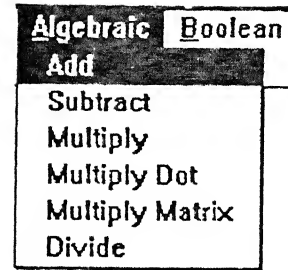 Algebraic Boolean
Add
Subtract
Multiply
Multiply Dot
Multiply Matrix
Divide